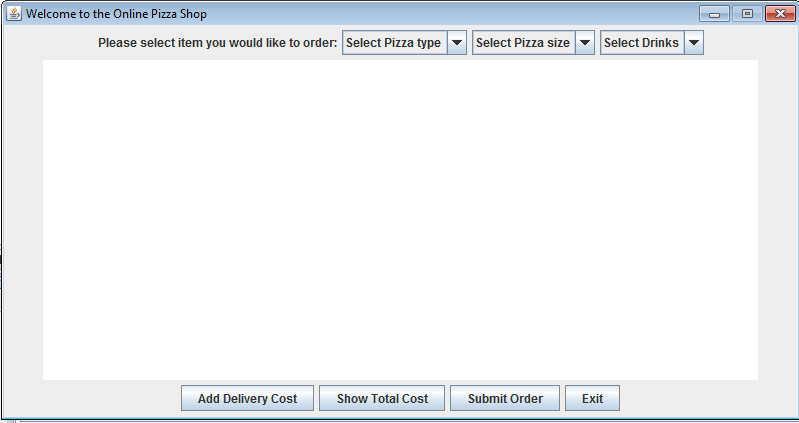 Welcome to the Online Pizza Shop
Please select item you would like to order: Select Pizza type Select Pizza size Select Drinks
Add Delivery Cost Show Total Cost Submit Order Exit